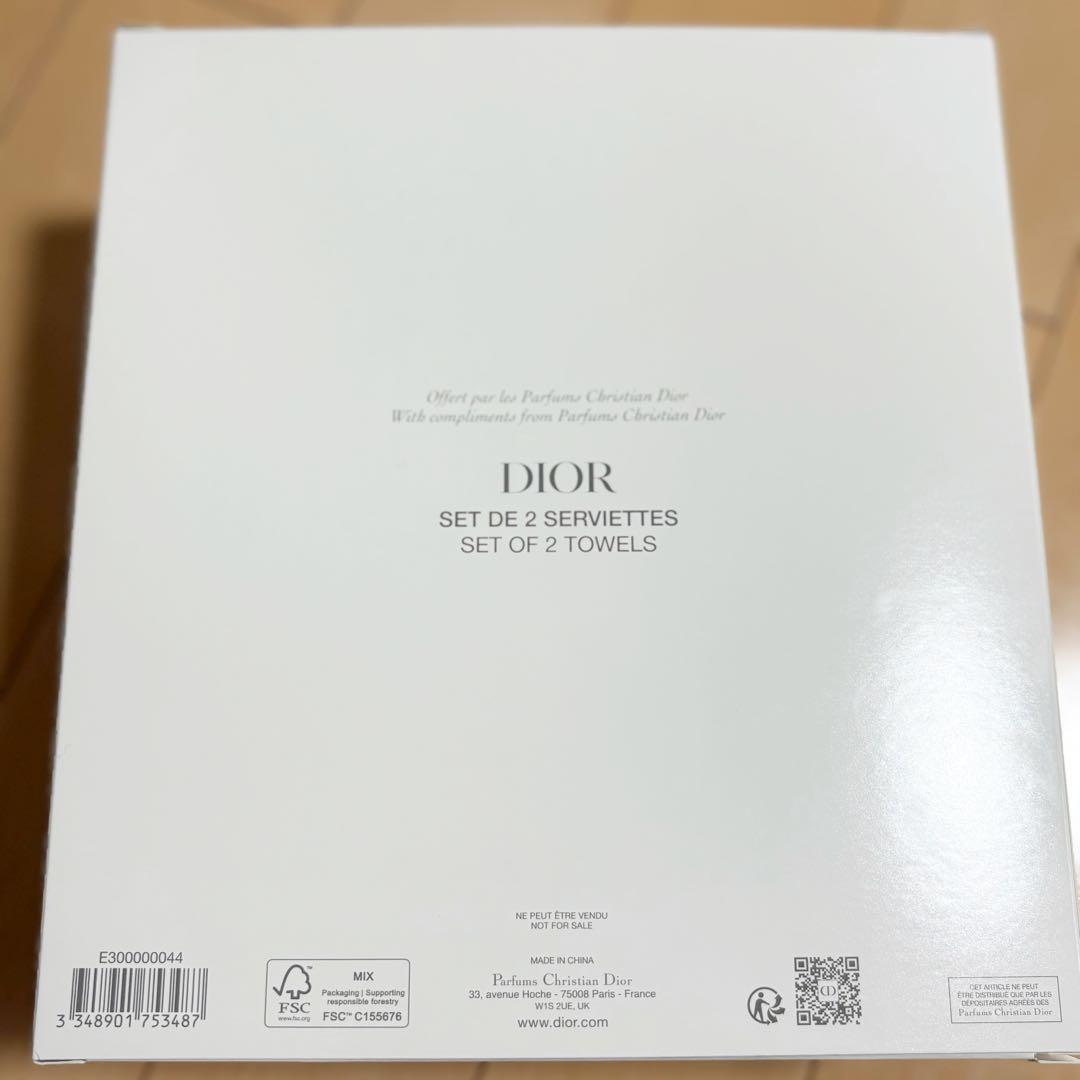 Offert par les Parfums Christian Dior
With compliments from Parfums Christian Dior
DIOR
SET DE 2 SERVIETTES
SET OF 2 TOWELS
NE PEUT ÊTRE VENDU
NOT FOR SALE
E300000044
3 348901 753487
FSC™
www.fsc.org
MIX
Packaging | Supporting
responsible forestry
FSC™ C155676
MADE IN CHINA
Parfums Christian Dior
33, avenue Hoche - 75008 Paris - France
W1S 2UE, UK
www.dior.com
CD
CET ARTICLE NE PEUT
ÊTRE DISTRIBUÉ QUE PAR LES
DÉPOSITAIRES AGRÉÉS DES
Parfums Christian Dior